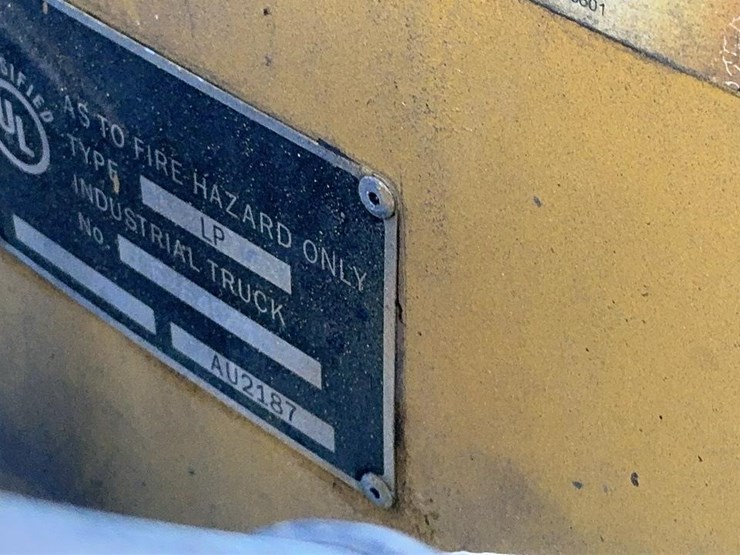 SIFIED
UL
AS TO FIRE HAZARD ONLY
TYPE LP
INDUSTRIAL TRUCK
No.
AU2187